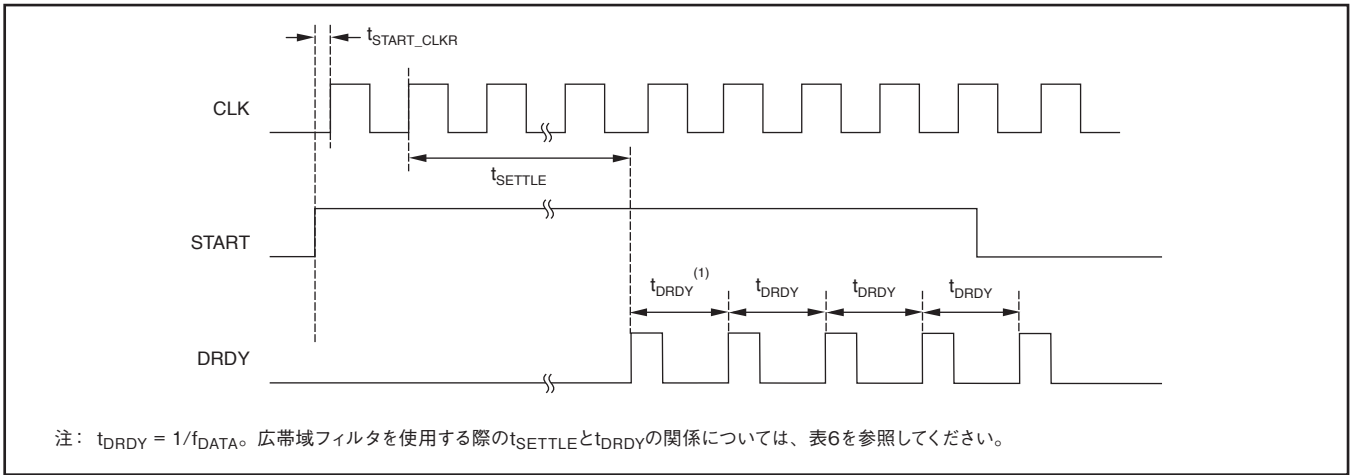 tSTART_CLKR
CLK
tSETTLE
START
tDRDY(1) tDRDY tDRDY tDRDY
DRDY
注： tDRDY = 1/fDATA。広帯域フィルタを使用する際のtSETTLEとtDRDYの関係については、表6を参照してください。